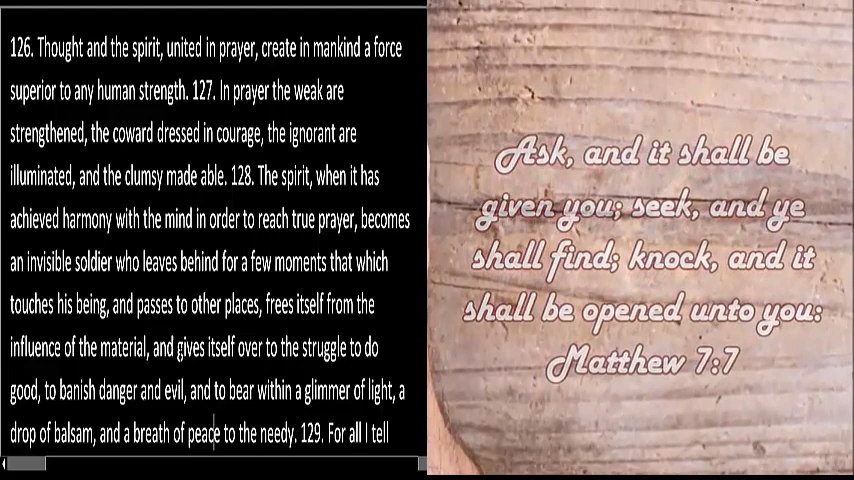 126. Thought and the spirit, united in prayer, create in mankind a force
superior to any human strength. 127. In prayer the weak are
strengthened, the coward dressed in courage, the ignorant are
illuminated, and the clumsy made able. 128. The spirit, when it has
achieved harmony with the mind in order to reach true prayer, becomes
an invisible soldier who leaves behind for a few moments that which
touches his being, and passes to other places, frees itself from the
influence of the material, and gives itself over to the struggle to do
good, to banish danger and evil, and to bear within a glimmer of light, a
drop of balsam, and a breath of peace to the needy. 129. For all I tell
Ask, and it shall be
given you; seek, and ye
shall find; knock, and it
shall be opened unto you:
Matthew 7:7